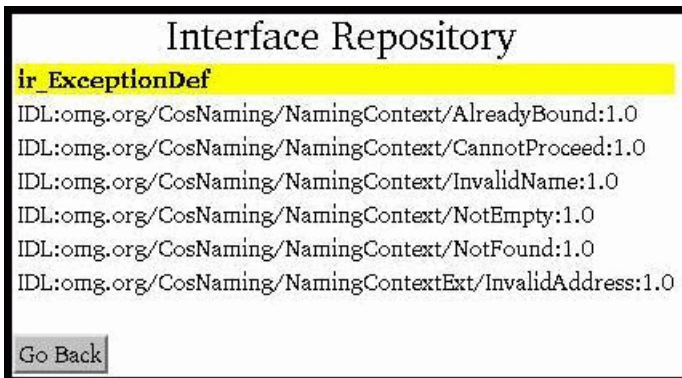 Interface Repository
ir_ExceptionDef
IDL:omg.org/CosNaming/NamingContext/AlreadyBound:1.0
IDL:omg.org/CosNaming/NamingContext/CannotProceed:1.0
IDL:omg.org/CosNaming/NamingContext/InvalidName:1.0
IDL:omg.org/CosNaming/NamingContext/NotEmpty:1.0
IDL:omg.org/CosNaming/NamingContext/NotFound:1.0
IDL:omg.org/CosNaming/NamingContextExt/InvalidAddress:1.0
Go Back